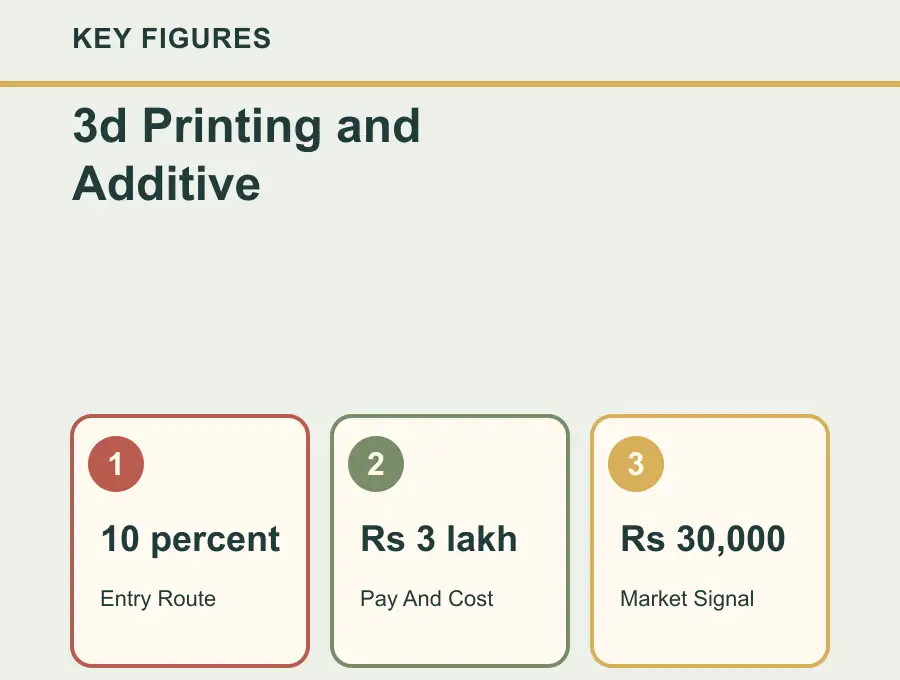 KEY FIGURES
3d Printing and
Additive
1
10 percent
Entry Route
2
Rs 3 lakh
Pay And Cost
3
Rs 30,000
Market Signal